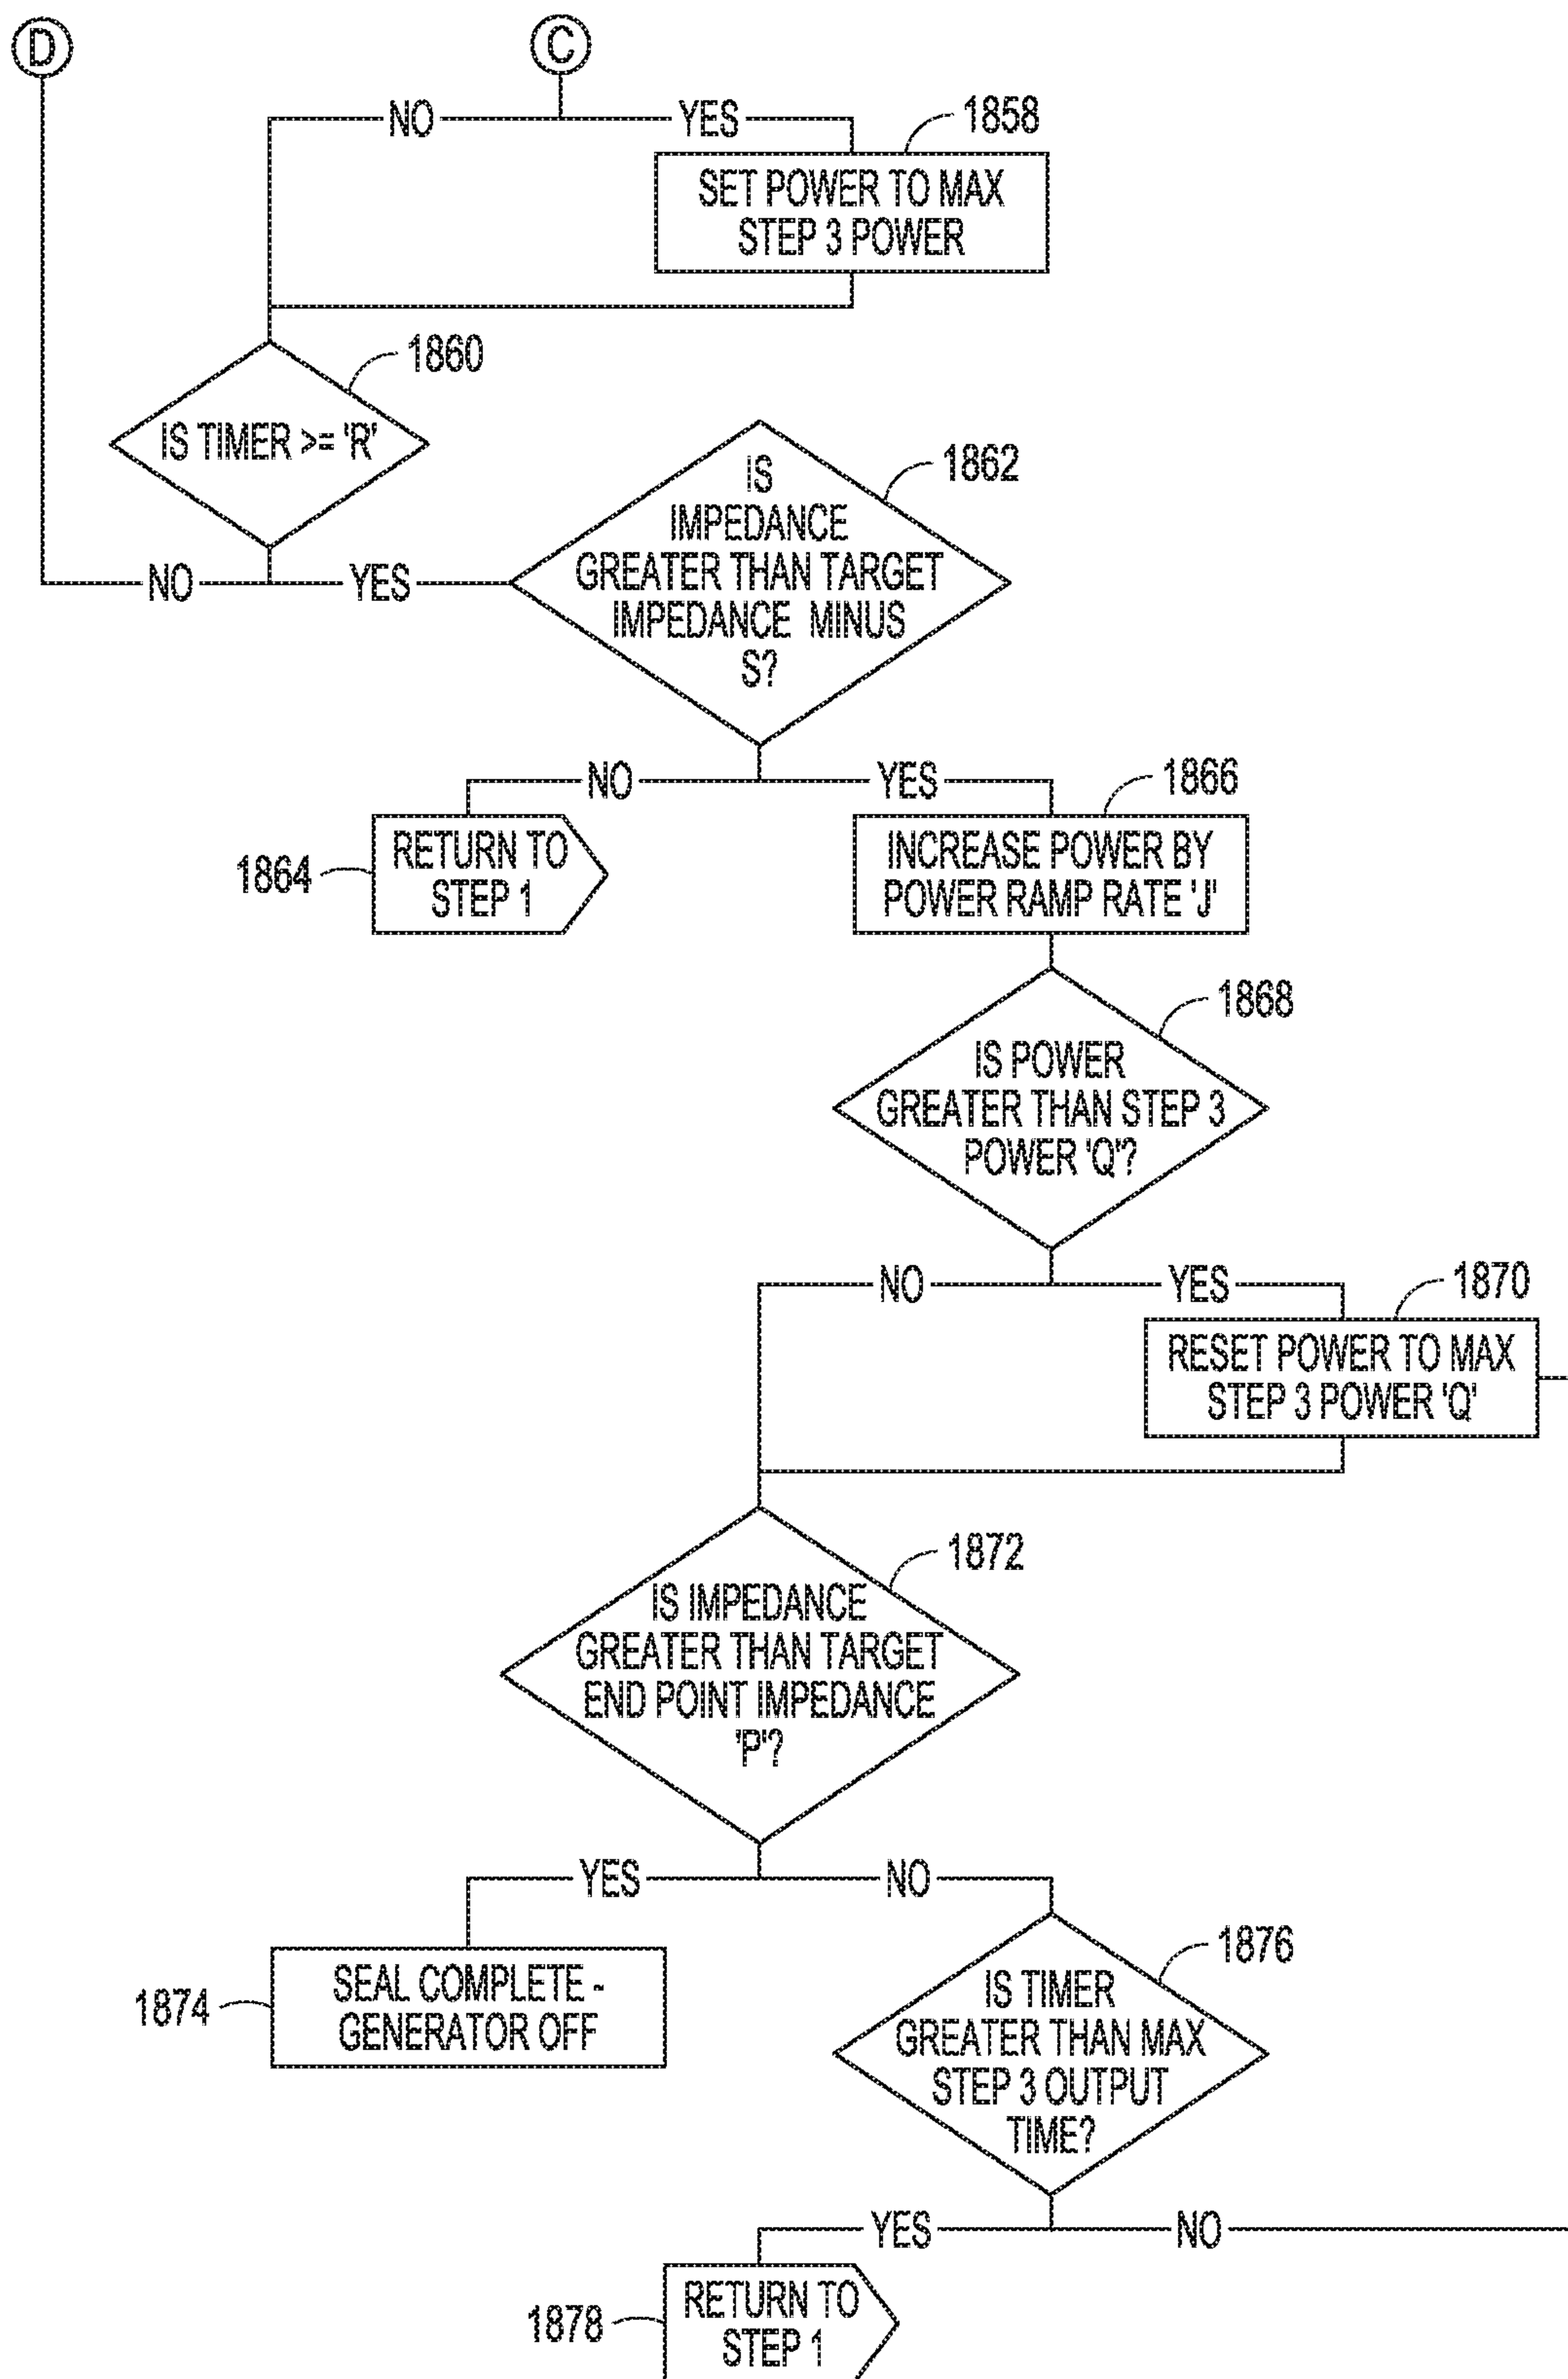 D
C
NO
YES
1858
SET POWER TO MAX
STEP 3 POWER
1860
IS TIMER >= 'R'
NO
YES
1862
IS
IMPEDANCE
GREATER THAN TARGET
IMPEDANCE MINUS
S?
NO
YES
1864
RETURN TO
STEP 1
1866
INCREASE POWER BY
POWER RAMP RATE 'J'
1868
IS POWER
GREATER THAN STEP 3
POWER 'Q'?
NO
YES
1870
RESET POWER TO MAX
STEP 3 POWER 'Q'
1872
IS IMPEDANCE
GREATER THAN TARGET
END POINT IMPEDANCE
'P'?
YES
NO
1874
SEAL COMPLETE -
GENERATOR OFF
1876
IS TIMER
GREATER THAN MAX
STEP 3 OUTPUT
TIME?
YES
NO
1878
RETURN TO
STEP 1